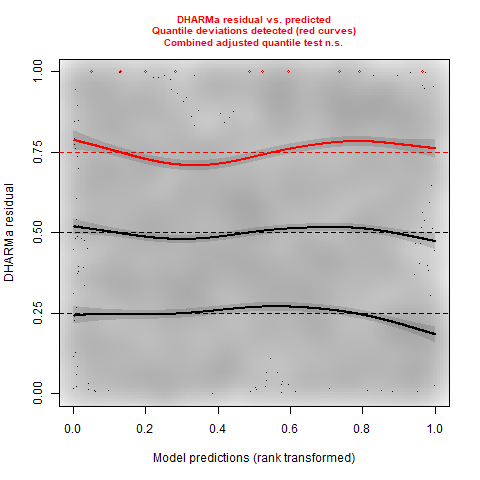 DHARMa residual vs. predicted
Quantile deviations detected (red curves)
Combined adjusted quantile test n.s.
1.00
0.75
0.50
0.25
0.00
DHARMa residual
0.0
0.2
0.4
0.6
0.8
1.0
Model predictions (rank transformed)